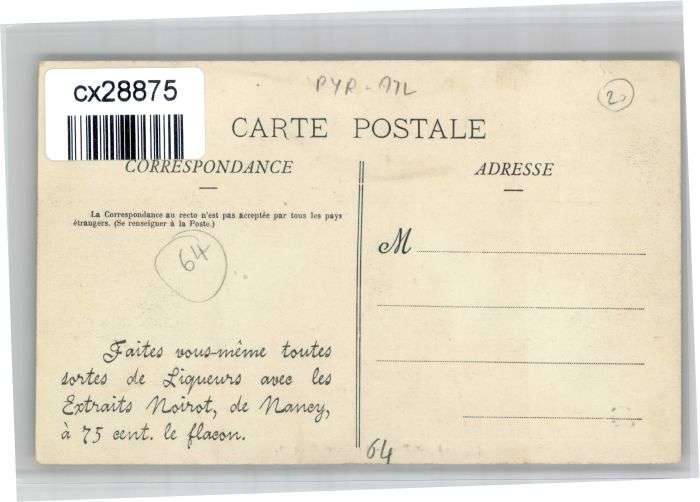 cx28875
PYR-ATL
20
CARTE POSTALE
CORRESPONDANCE
La Correspondance au recto n'est pas acceptée par tous les pays
étrangers. (Se renseigner à la Poste.)
64
Faites vous-même toutes
sortes de Liqueurs avec les
Extraits Noirot, de Nancy,
à 75 cent. le flacon.
ADRESSE
M
64